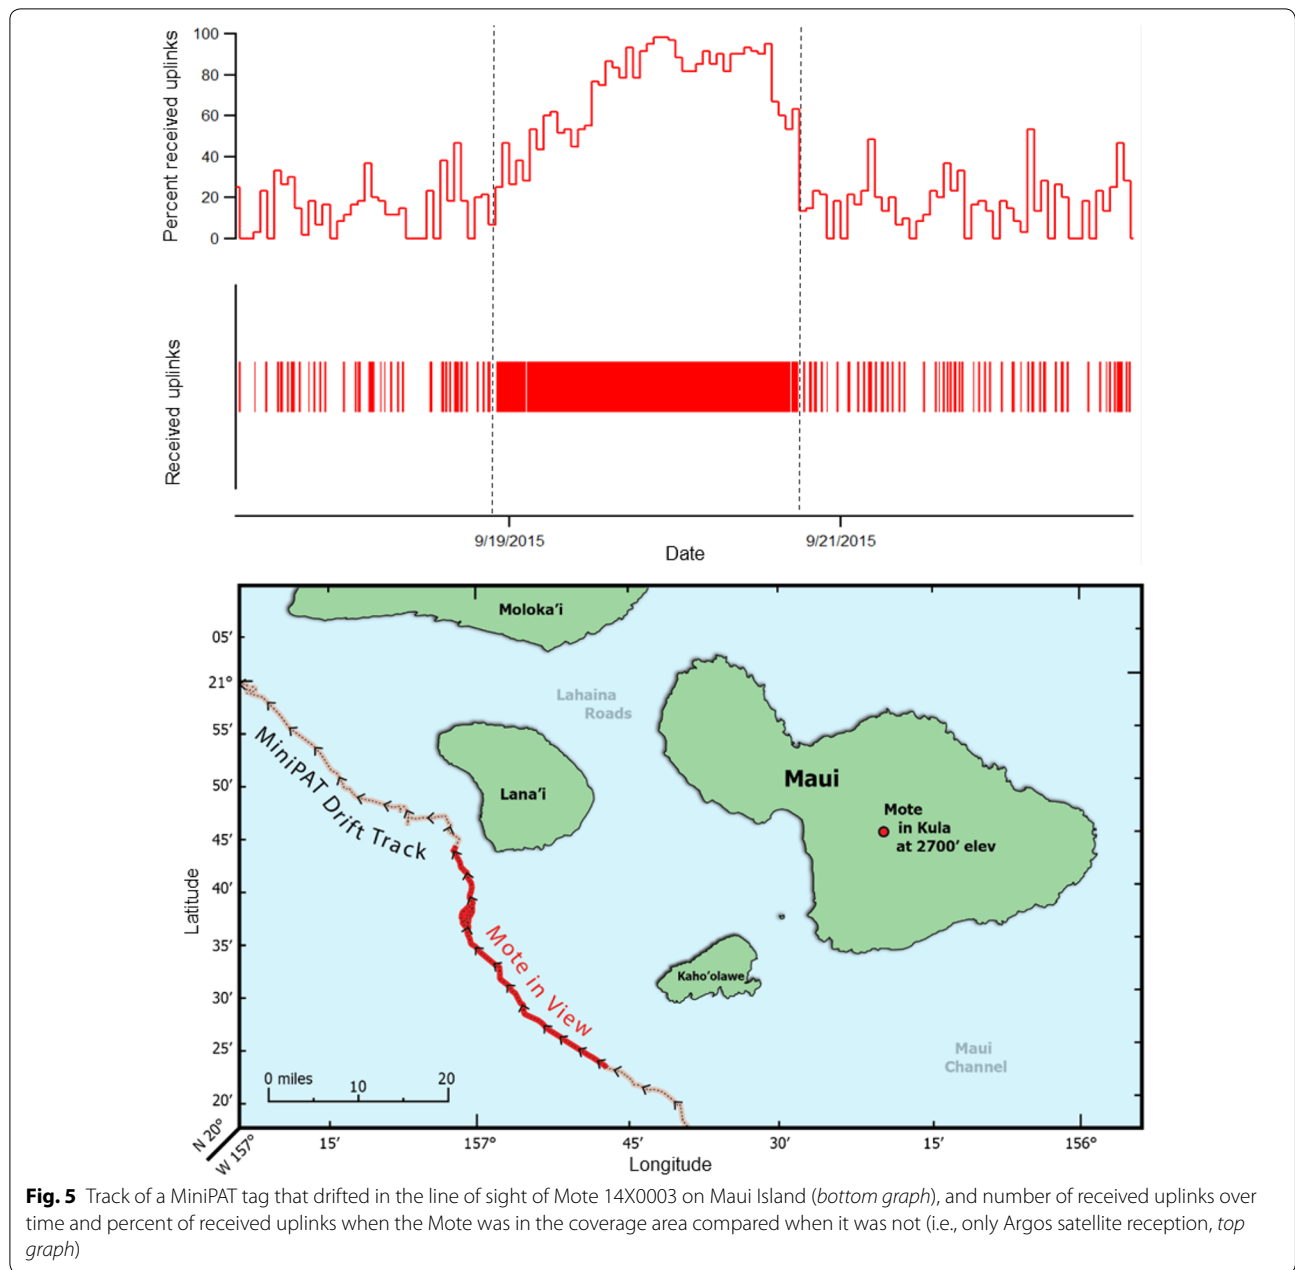 Percent received uplinks
100
80
60
40
20
0
Received uplinks
9/19/2015
9/21/2015
Date
Moloka'i
05'
21°
55'
50'
45'
40'
35'
30'
25'
20'
Latitude
Lahaina
Roads
MiniPAT Drift Track
Lana'i
Maui
Mote
in Kula
at 2700' elev
Mote in View
Kaho'olawe
Maui
Channel
0 miles
10
20
N 20°
W 157°
15'
157°
45'
30'
15'
156°
Longitude
Fig. 5 Track of a MiniPAT tag that drifted in the line of sight of Mote 14X0003 on Maui Island (bottom graph), and number of received uplinks over
time and percent of received uplinks when the Mote was in the coverage area compared when it was not (i.e., only Argos satellite reception, top
graph)